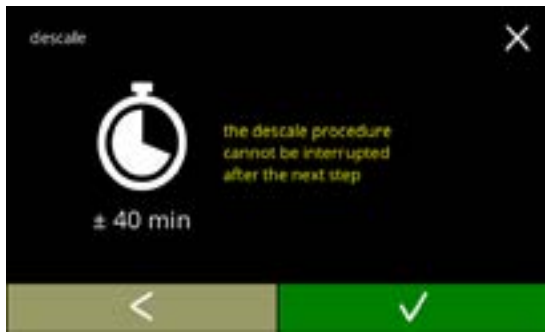 descale
the descale procedure
cannot be interrupted
after the next step
± 40 min